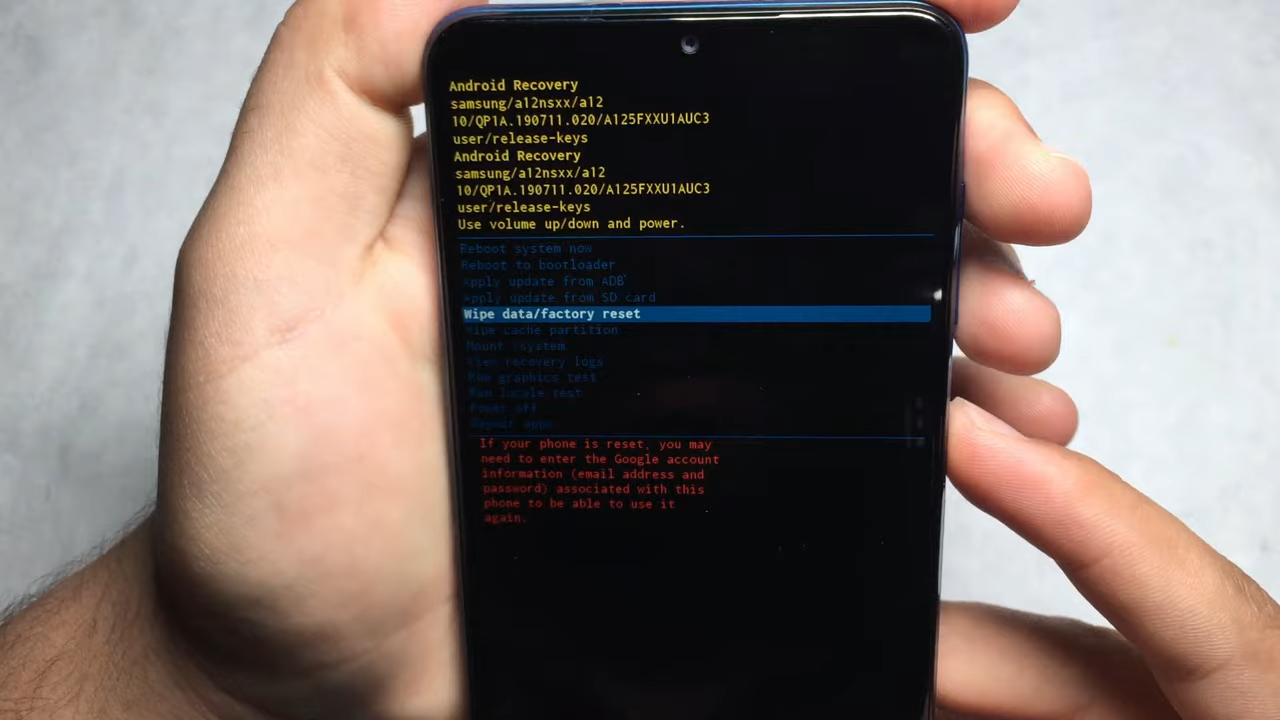 Android Recovery
samsung/a12nsxx/a12
10/QP1A.190711.020/A125FXXU1AUC3
user/release-keys
Android Recovery
samsung/a12nsxx/a12
10/QP1A.190711.020/A125FXXU1AUC3
user/release-keys
Use volume up/down and power.
Reboot system now
Reboot to bootloader
Apply update from ADB
Apply update from SD card
Wipe data/factory reset
Wipe cache partition
Mount /system
View recovery logs
Run graphics test
Run locale test
Power off
Repair apps
If your phone is reset, you may
need to enter the Google account
information (email address and
password) associated with this
phone to be able to use it
again.